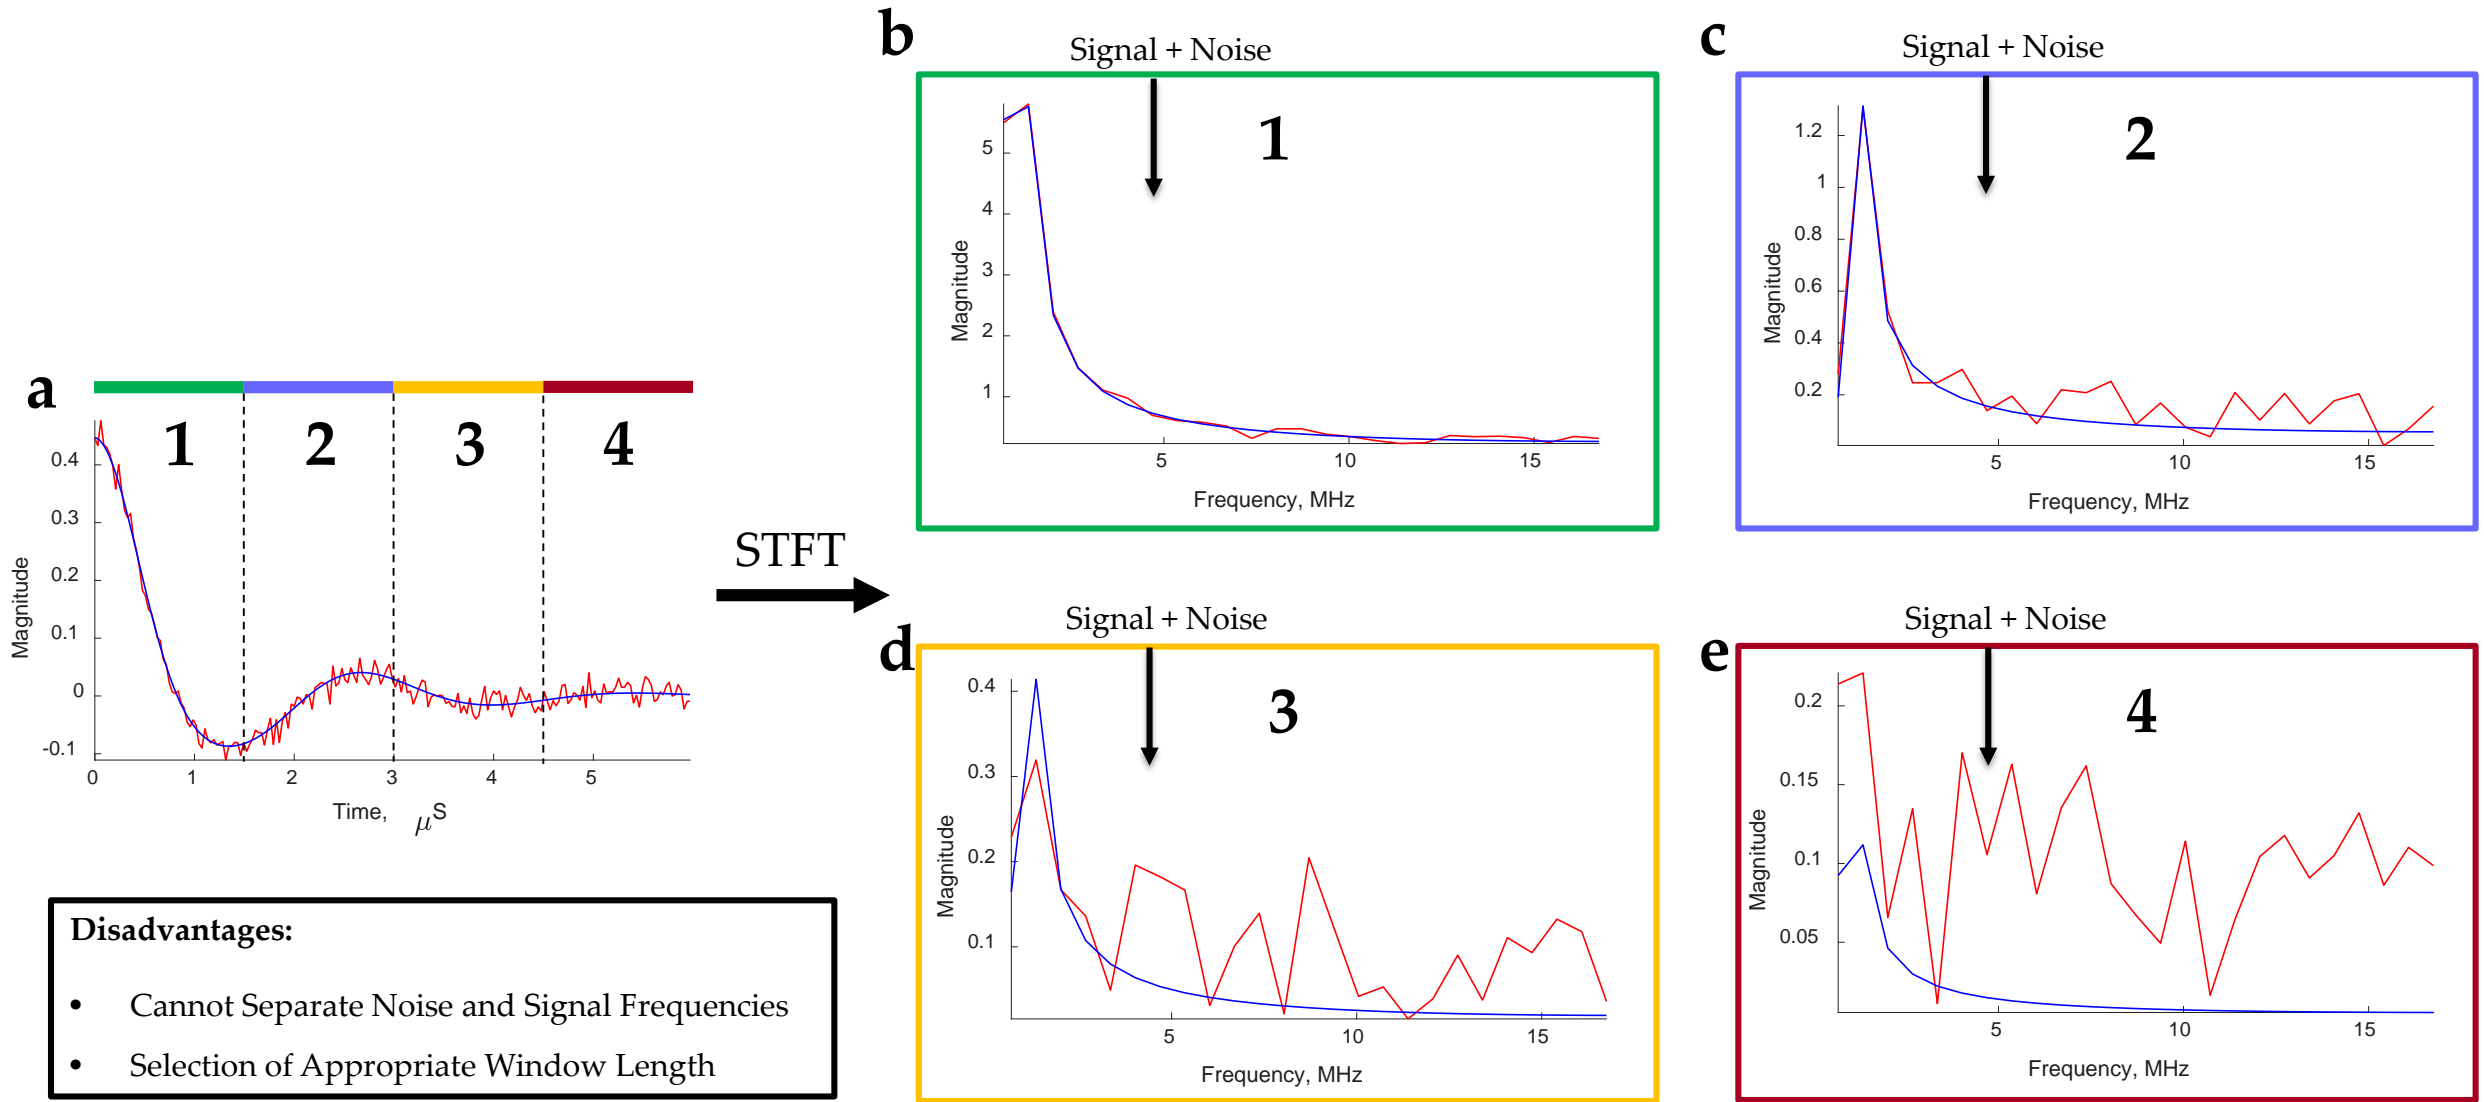 a
1
2
3
4
0.4
0.3
0.2
0.1
0
-0.1
Magnitude
0
1
2
3
4
5
Time, μS
STFT
Disadvantages:
• Cannot Separate Noise and Signal Frequencies
• Selection of Appropriate Window Length
b
Signal + Noise
1
5
4
3
2
1
Magnitude
5
10
15
Frequency, MHz
c
Signal + Noise
2
1.2
1
0.8
0.6
0.4
0.2
Magnitude
5
10
15
Frequency, MHz
d
Signal + Noise
3
0.4
0.3
0.2
0.1
Magnitude
5
10
15
Frequency, MHz
e
Signal + Noise
4
0.2
0.15
0.1
0.05
Magnitude
5
10
15
Frequency, MHz